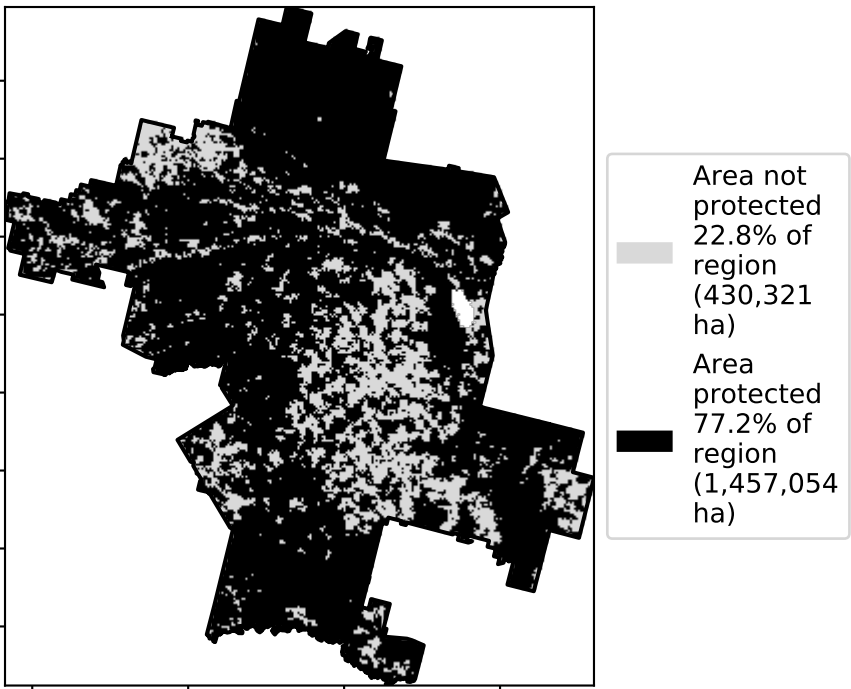 Area not
protected
22.8% of
region
(430,321
ha)
Area
protected
77.2% of
region
(1,457,054
ha)